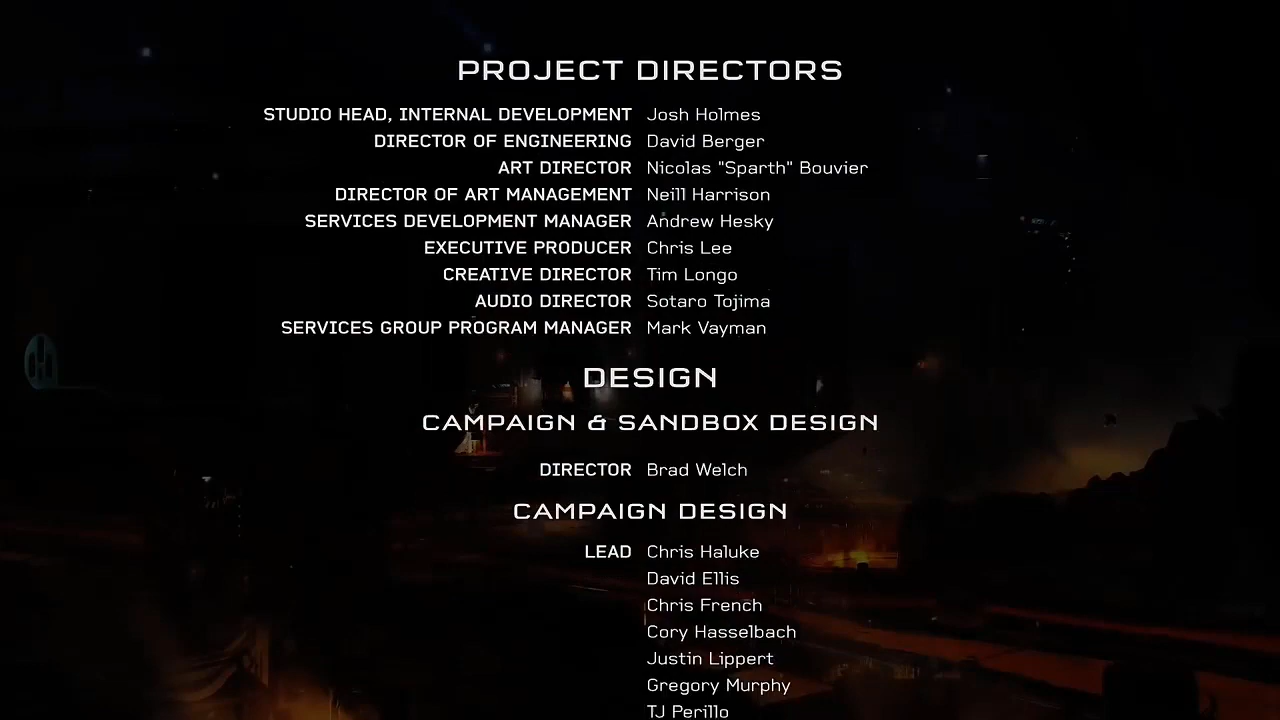 PROJECT DIRECTORS
STUDIO HEAD, INTERNAL DEVELOPMENT Josh Holmes
DIRECTOR OF ENGINEERING David Berger
ART DIRECTOR Nicolas "Sparth" Bouvier
DIRECTOR OF ART MANAGEMENT Neill Harrison
SERVICES DEVELOPMENT MANAGER Andrew Hesky
EXECUTIVE PRODUCER Chris Lee
CREATIVE DIRECTOR Tim Longo
AUDIO DIRECTOR Sotaro Tojima
SERVICES GROUP PROGRAM MANAGER Mark Vayman
DESIGN
CAMPAIGN & SANDBOX DESIGN
DIRECTOR Brad Welch
CAMPAIGN DESIGN
LEAD Chris Haluke
David Ellis
Chris French
Cory Hasselbach
Justin Lippert
Gregory Murphy
TJ Perillo